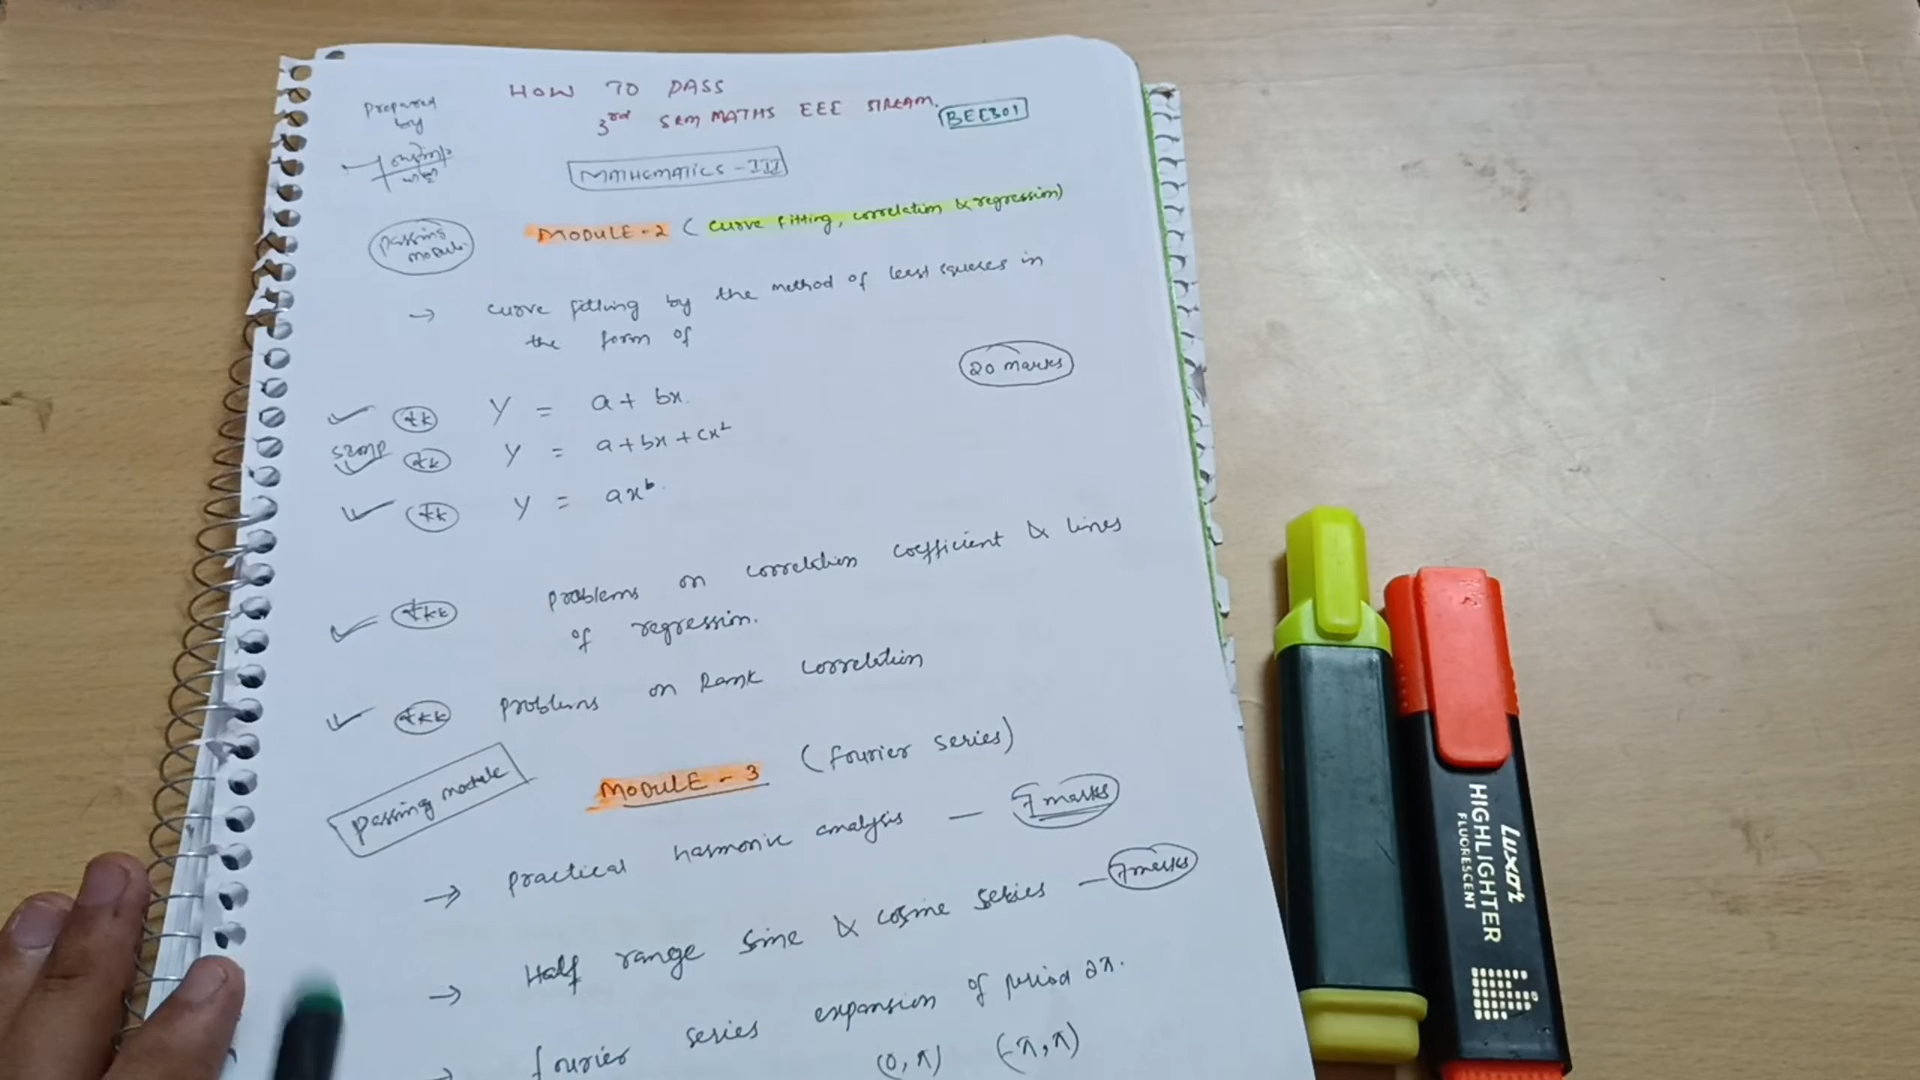 HOW TO PASS
3rd SEM MATHS EEE STREAM.
BEE301
Prepared
by
MATHEMATICS - III
Passing
module
MODULE - 2 ( curve fitting, correlation & regression)
→ curve fitting by the method of least squares in
the form of
20 marks
Y = a + bx
Y = a + bx + cx²
Y = axᵇ
problems on correlation coefficient & lines
of regression.
problems on Rank correlation
passing module
MODULE - 3 (fourier series)
→ practical harmonic analysis — 7 marks
→ Half range sine & cosine series — 7 marks
→ fourier series expansion of period 2π.
(0, π) (-π, π)
Luxor
HIGHLIGHTER
FLUORESCENT